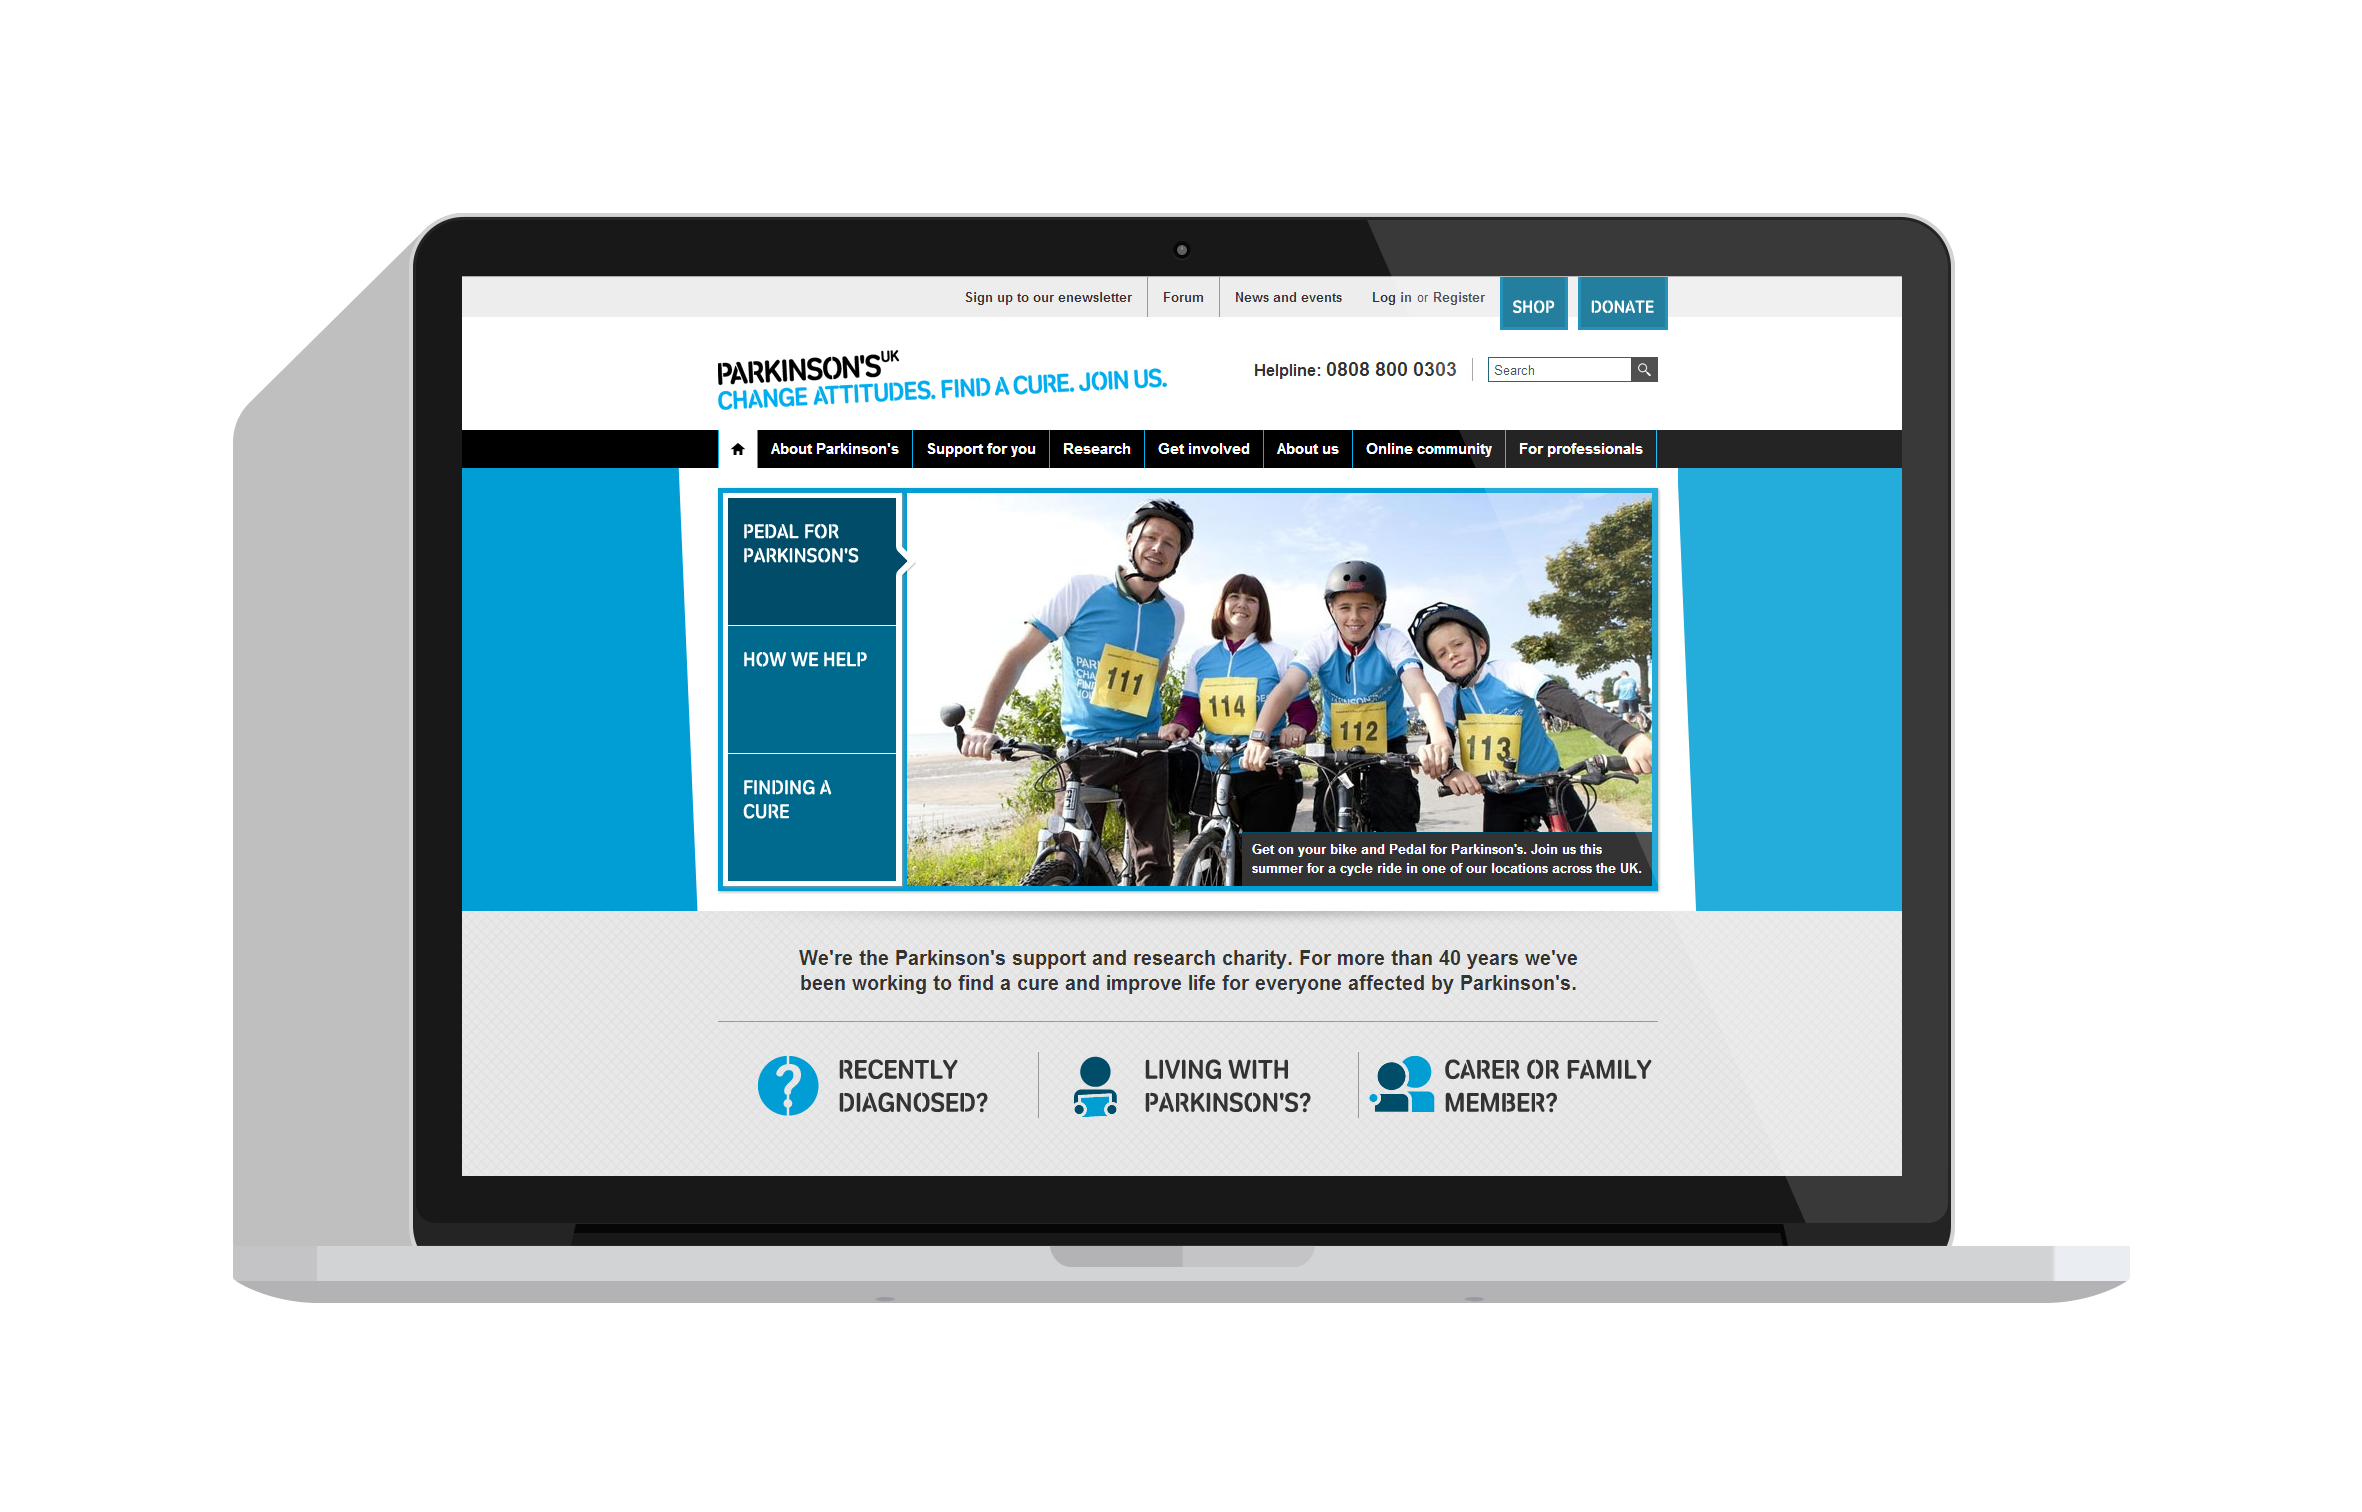 Sign up to our enewsletter
Forum
News and events
Log in or Register
SHOP
DONATE
PARKINSON'S UK
CHANGE ATTITUDES. FIND A CURE. JOIN US.
Helpline: 0808 800 0303
Search
About Parkinson's
Support for you
Research
Get involved
About us
Online community
For professionals
PEDAL FOR
PARKINSON'S
HOW WE HELP
FINDING A
CURE
111
114
112
113
Get on your bike and Pedal for Parkinson's. Join us this
summer for a cycle ride in one of our locations across the UK.
We're the Parkinson's support and research charity. For more than 40 years we've
been working to find a cure and improve life for everyone affected by Parkinson's.
RECENTLY
DIAGNOSED?
LIVING WITH
PARKINSON'S?
CARER OR FAMILY
MEMBER?